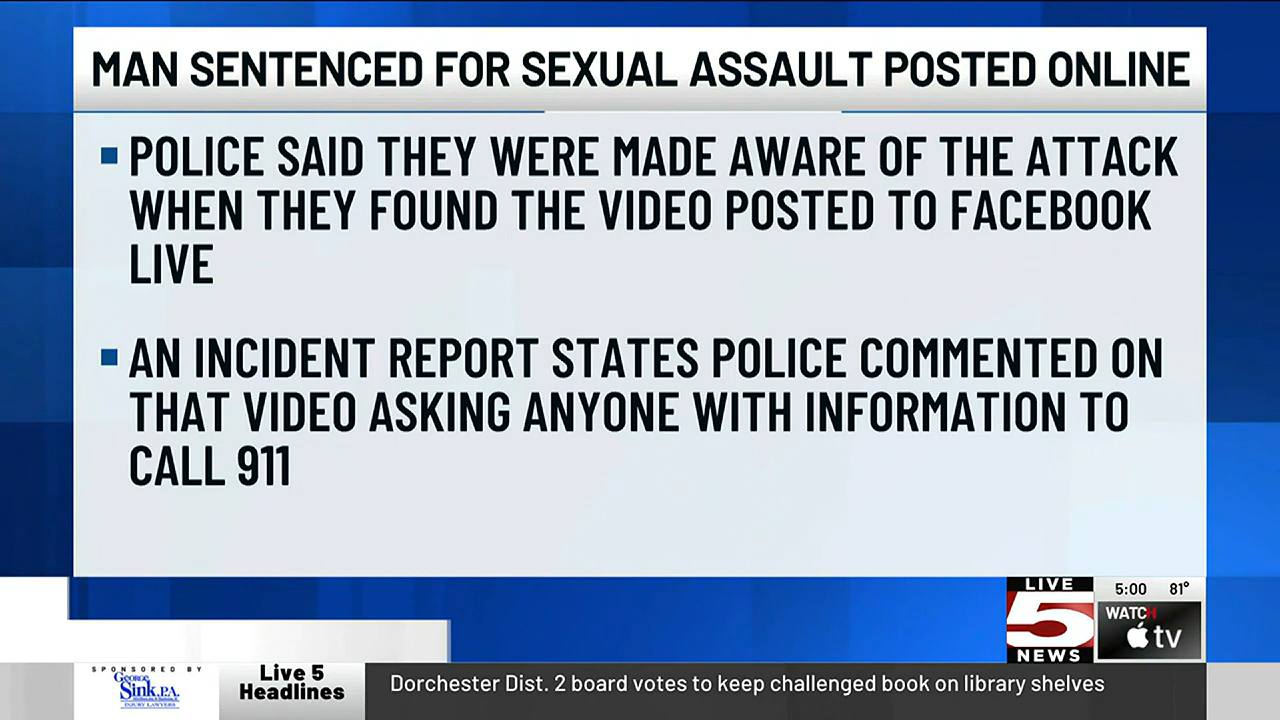 MAN SENTENCED FOR SEXUAL ASSAULT POSTED ONLINE
POLICE SAID THEY WERE MADE AWARE OF THE ATTACK
WHEN THEY FOUND THE VIDEO POSTED TO FACEBOOK
LIVE
AN INCIDENT REPORT STATES POLICE COMMENTED ON
THAT VIDEO ASKING ANYONE WITH INFORMATION TO
CALL 911
LIVE
5
NEWS
5:00 81°
WATCH
tv
SPONSORED BY
GEORGE
Sink, P.A.
INJURY LAWYERS
Live 5
Headlines
Dorchester Dist. 2 board votes to keep challenged book on library shelves